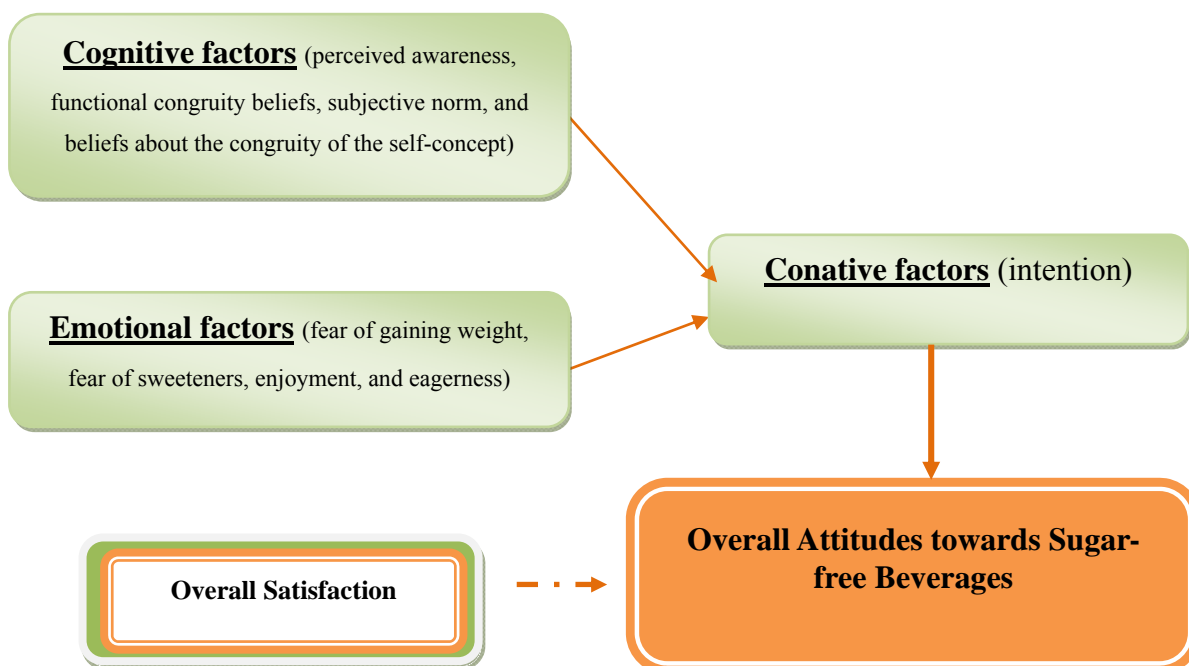 Cognitive factors (perceived awareness,
functional congruity beliefs, subjective norm, and
beliefs about the congruity of the self-concept)
Conative factors (intention)
Emotional factors (fear of gaining weight,
fear of sweeteners, enjoyment, and eagerness)
Overall Attitudes towards Sugar-
free Beverages
Overall Satisfaction